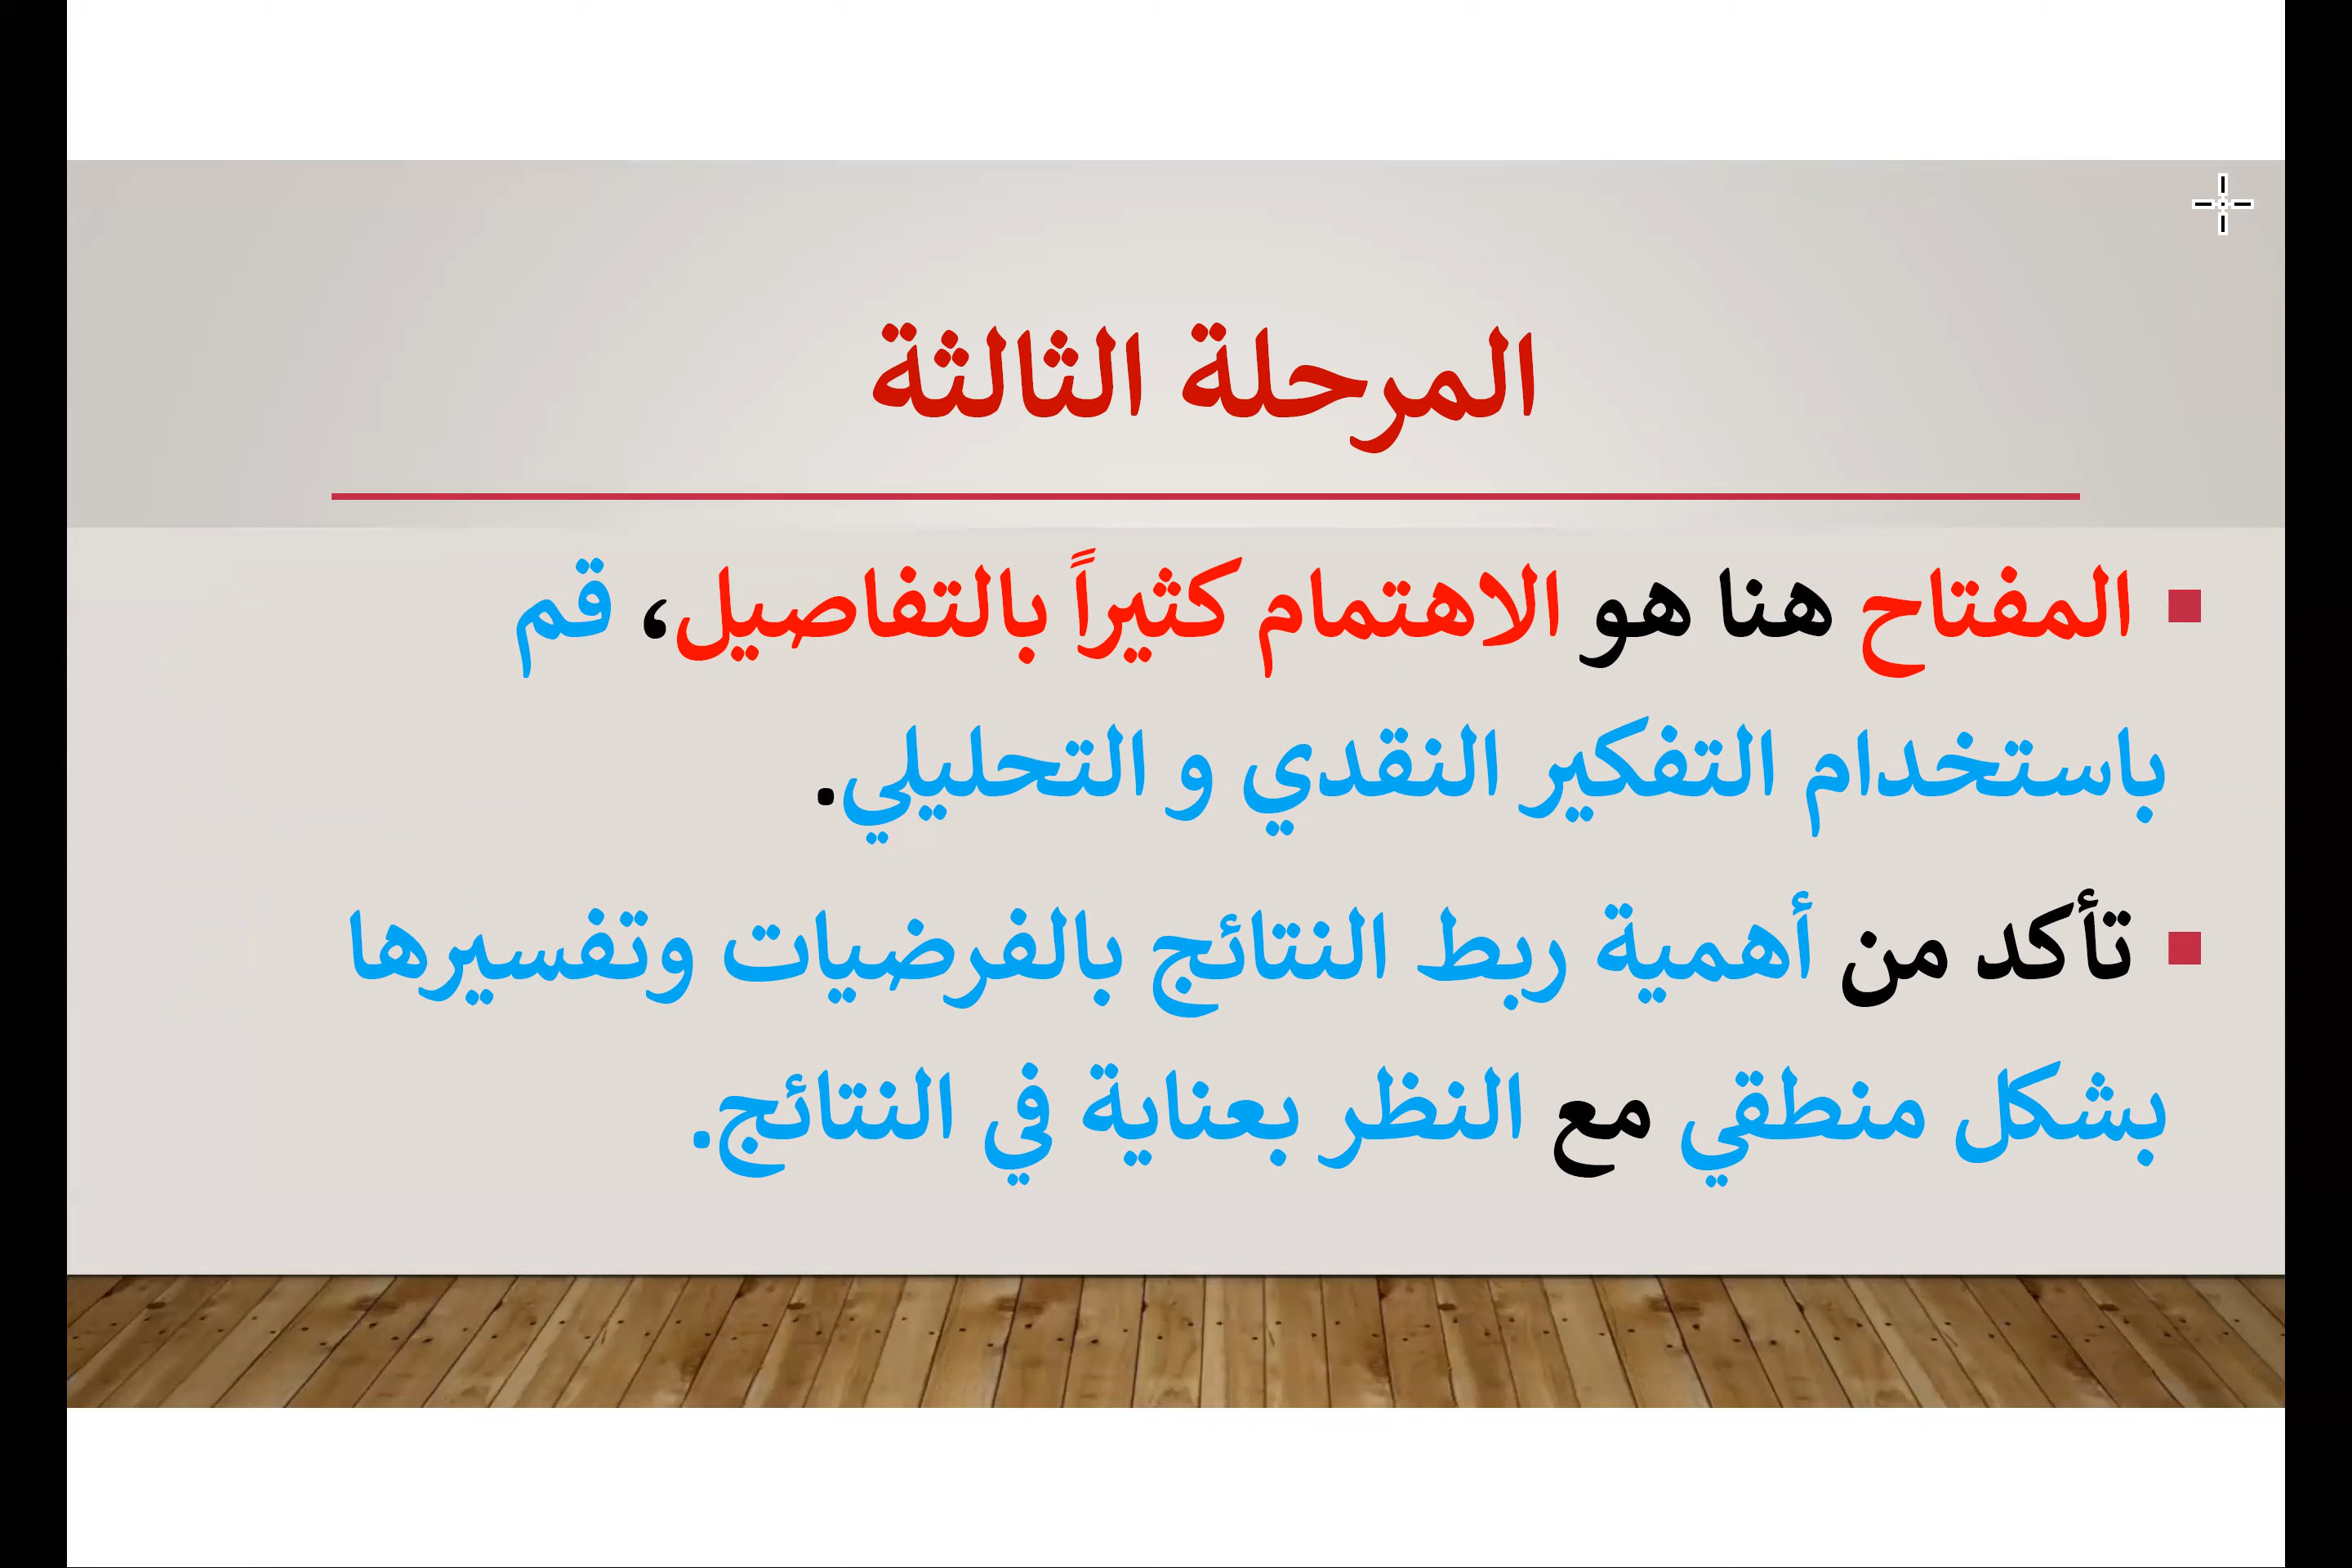 المرحلة الثالثة
المفتاح هنا هو الاهتمام كثيراً بالتفاصيل، قم
باستخدام التفكير النقدي و التحليلي.
تأكد من أهمية ربط النتائج بالفرضيات وتفسيرها
بشكل منطقي مع النظر بعناية في النتائج.